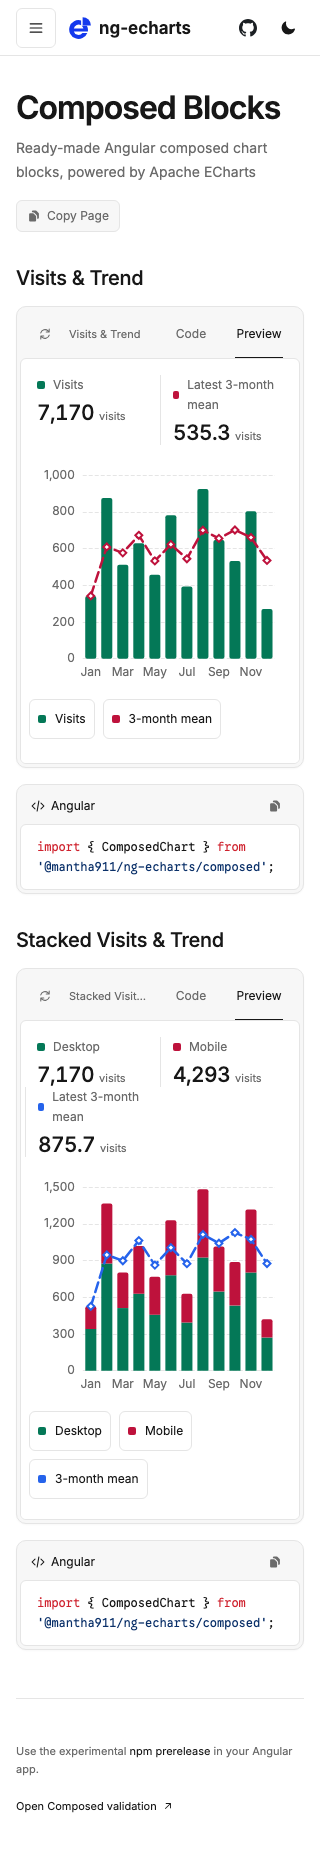 ng-echarts
Composed Blocks
Ready-made Angular composed chart
blocks, powered by Apache ECharts
Copy Page
Visits & Trend
Visits & Trend Code Preview
Visits
7,170 visits
Latest 3-month
mean
535.3 visits
1,000
800
600
400
200
0
Jan Mar May Jul Sep Nov
Visits 3-month mean
Angular
import { ComposedChart } from
'@mantha911/ng-echarts/composed';
Stacked Visits & Trend
Stacked Visit... Code Preview
Desktop
7,170 visits
Mobile
4,293 visits
Latest 3-month
mean
875.7 visits
1,500
1,200
900
600
300
0
Jan Mar May Jul Sep Nov
Desktop Mobile
3-month mean
Angular
import { ComposedChart } from
'@mantha911/ng-echarts/composed';
Use the experimental npm prerelease in your Angular
app.
Open Composed validation ↗